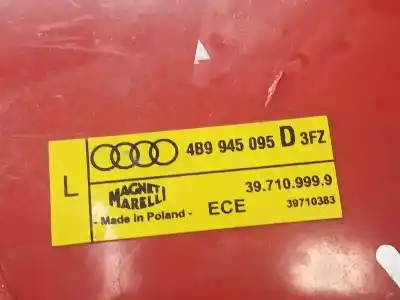 L
4B9 945 095 D 3FZ
MAGNETI MARELLI
- Made in Poland -
ECE
39.710.999.9
39710383